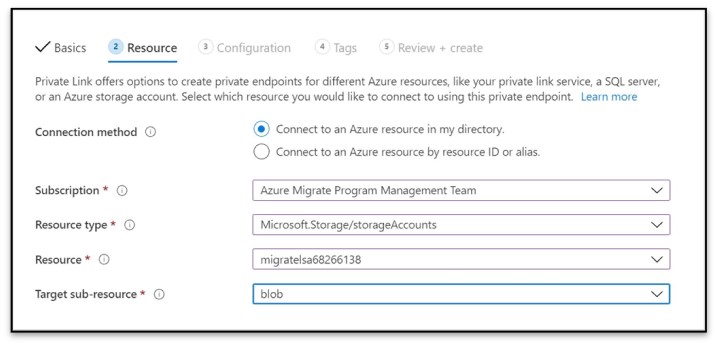 Basics 2 Resource 3 Configuration 4 Tags 5 Review + create
Private Link offers options to create private endpoints for different Azure resources, like your private link service, a SQL server,
or an Azure storage account. Select which resource you would like to connect to using this private endpoint. Learn more
Connection method Connect to an Azure resource in my directory.
Connect to an Azure resource by resource ID or alias.
Subscription * Azure Migrate Program Management Team
Resource type * Microsoft.Storage/storageAccounts
Resource * migratelsa68266138
Target sub-resource * blob